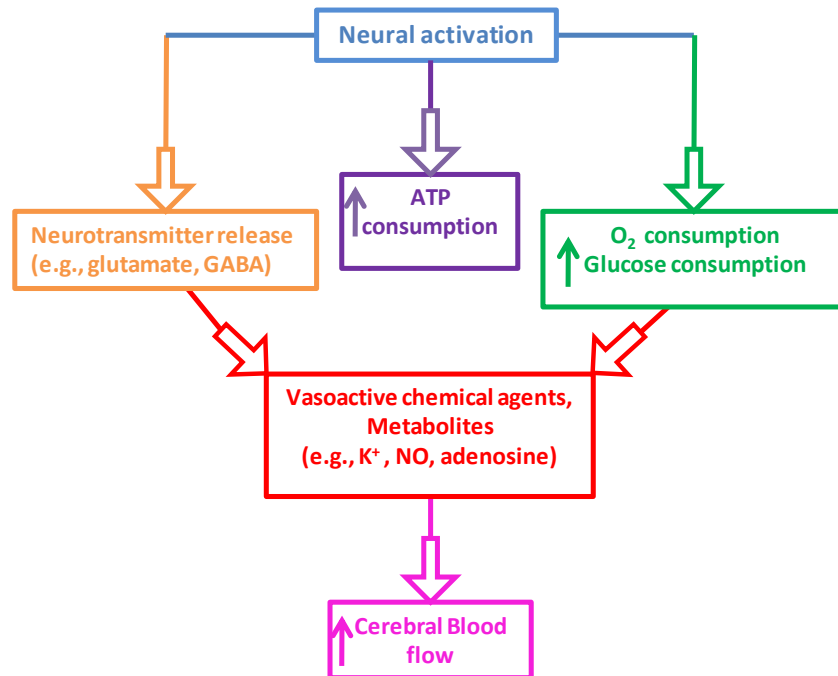 Neural activation
ATP
consumption
Neurotransmitter release
(e.g., glutamate, GABA)
O₂ consumption
Glucose consumption
Vasoactive chemical agents,
Metabolites
(e.g., K⁺ , NO, adenosine)
Cerebral Blood
flow